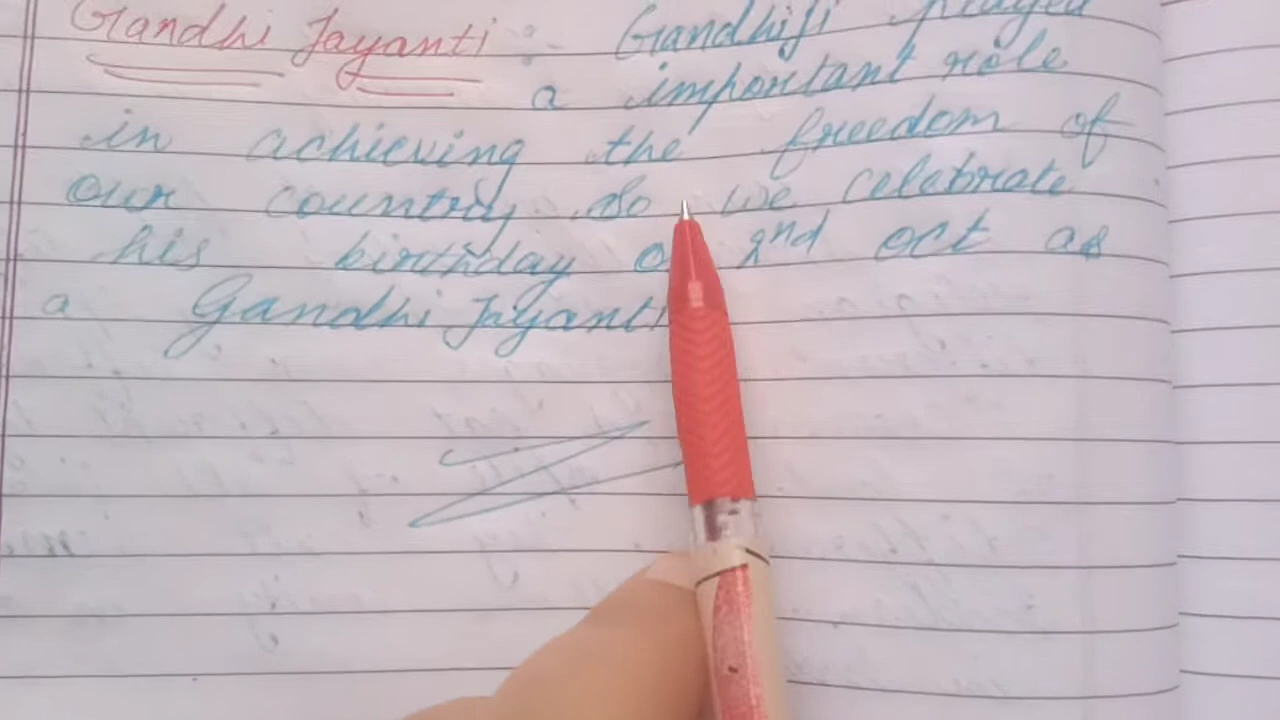 Gandhi Jayanti :- Gandhiji played
a important role
in achieving the freedom of
our country. So we celebrate
his birthday 2nd oct as
a Gandhi Jayanti